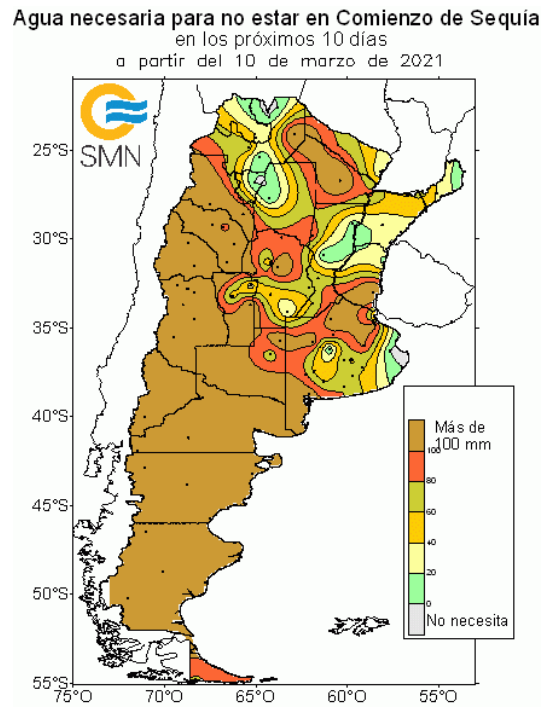 Agua necesaria para no estar en Comienzo de Sequía
en los próximos 10 días
a partir del 10 de marzo de 2021
SMN
25°S
30°S
35°S
40°S
45°S
50°S
55°S
75°O
70°O
65°O
60°O
55°O
Más de
100 mm
100
80
60
40
20
0
No necesita